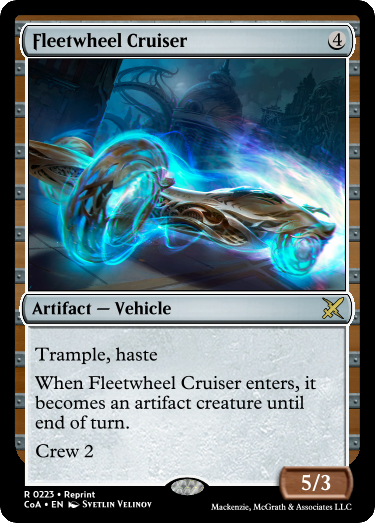 Fleetwheel Cruiser
4
Artifact — Vehicle
Trample, haste
When Fleetwheel Cruiser enters, it
becomes an artifact creature until
end of turn.
Crew 2
5/3
R 0223 • Reprint
CoA • EN Svetlin Velinov
Mackenzie, McGrath & Associates LLC